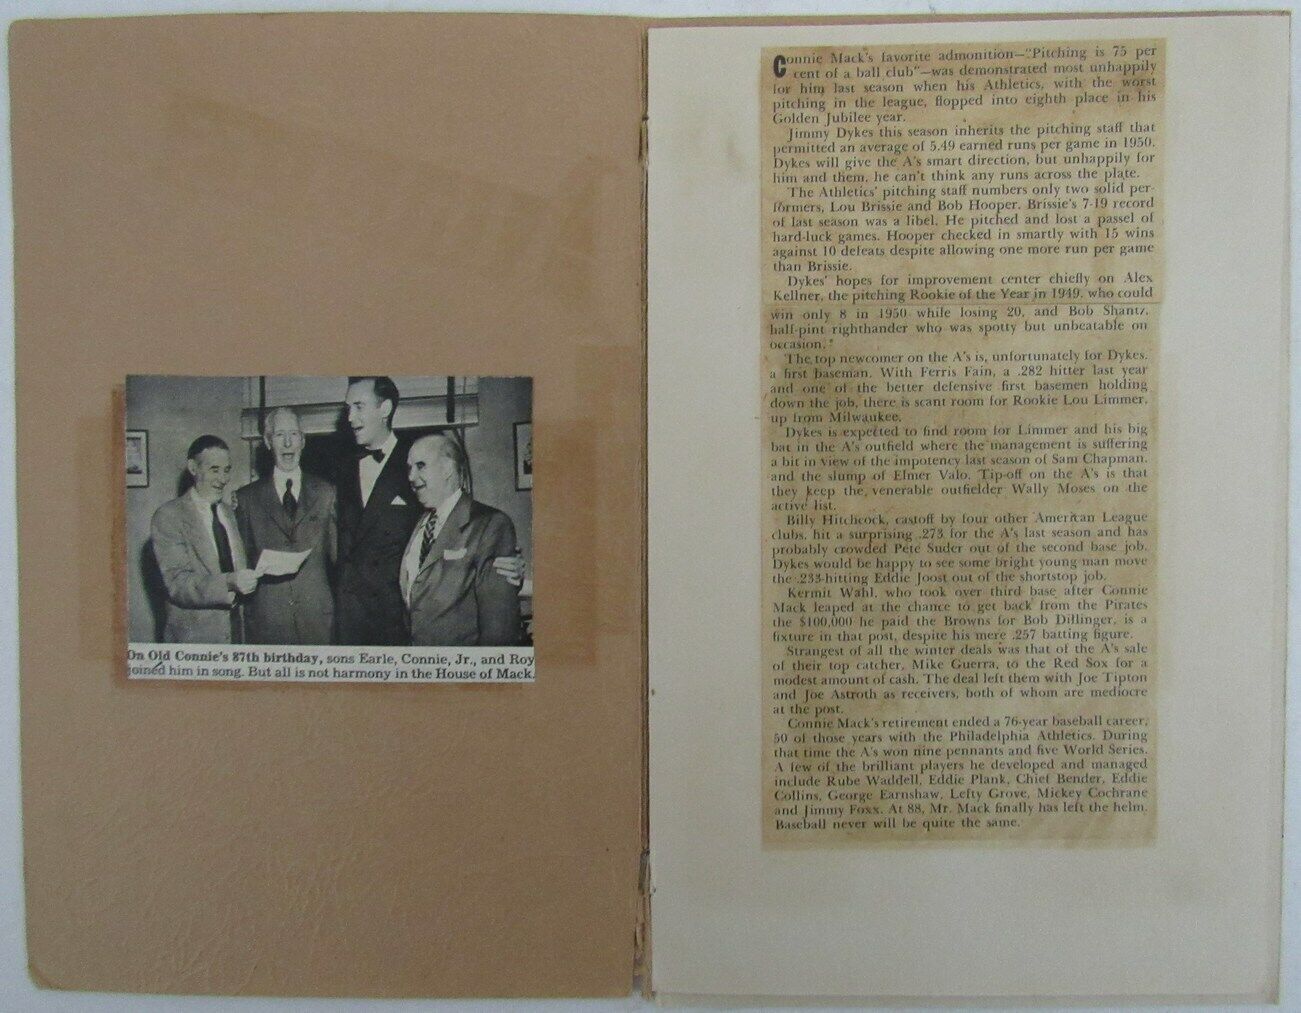 On Old Connie's 87th birthday, sons Earle, Connie, Jr., and Roy
joined him in song. But all is not harmony in the House of Mack.
Connie Mack's favorite admonition—"Pitching is 75 per
cent of a ball club"—was demonstrated most unhappily
for him last season when his Athletics, with the worst
pitching in the league, flopped into eighth place in his
Golden Jubilee year.
Jimmy Dykes this season inherits the pitching staff that
permitted an average of 5.49 earned runs per game in 1950.
Dykes will give the A's smart direction, but unhappily for
him and them, he can't think any runs across the plate.
The Athletics' pitching staff numbers only two solid per-
formers, Lou Brissie and Bob Hooper. Brissie's 7-19 record
of last season was a libel. He pitched and lost a passel of
hard-luck games. Hooper checked in smartly with 15 wins
against 10 defeats despite allowing one more run per game
than Brissie.
Dykes' hopes for improvement center chiefly on Alex
Kellner, the pitching Rookie of the Year in 1949, who could
win only 8 in 1950 while losing 20, and Bob Shantz,
half-pint righthander who was spotty but unbeatable on
occasion.
The top newcomer on the A's is, unfortunately for Dykes,
a first baseman. With Ferris Fain, a .282 hitter last year
and one of the better defensive first basemen holding
down the job, there is scant room for Rookie Lou Limmer,
up from Milwaukee.
Dykes is expected to find room for Limmer and his big
bat in the A's outfield where the management is suffering
a bit in view of the impotency last season of Sam Chapman,
and the slump of Elmer Valo. Tip-off on the A's is that
they keep the venerable outfielder Wally Moses on the
active list.
Billy Hitchcock, castoff by four other American League
clubs, hit a surprising .273 for the A's last season and has
probably crowded Pete Suder out of the second base job.
Dykes would be happy to see some bright young man move
the .233-hitting Eddie Joost out of the shortstop job.
Kermit Wahl, who took over third base after Connie
Mack leaped at the chance to get back from the Pirates
the $100,000 he paid the Browns for Bob Dillinger, is a
fixture in that post, despite his mere .257 batting figure.
Strangest of all the winter deals was that of the A's sale
of their top catcher, Mike Guerra, to the Red Sox for a
modest amount of cash. The deal left them with Joe Tipton
and Joe Astroth as receivers, both of whom are mediocre
at the post.
Connie Mack's retirement ended a 76-year baseball career,
50 of those years with the Philadelphia Athletics. During
that time the A's won nine pennants and five World Series.
A few of the brilliant players he developed and managed
include Rube Waddell, Eddie Plank, Chief Bender, Eddie
Collins, George Earnshaw, Lefty Grove, Mickey Cochrane
and Jimmy Foxx. At 88, Mr. Mack finally has left the helm.
Baseball never will be quite the same.